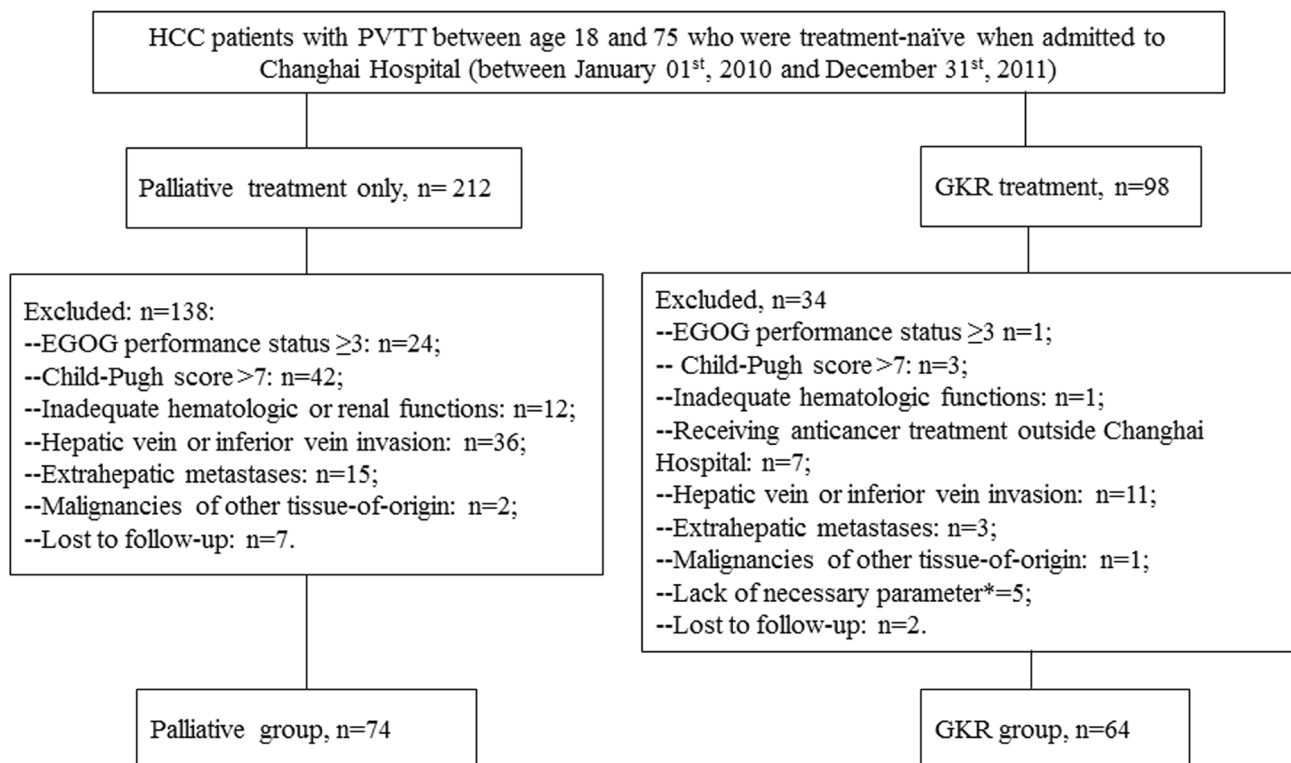 HCC patients with PVTT between age 18 and 75 who were treatment-naïve when admitted to
Changhai Hospital (between January 01st, 2010 and December 31st, 2011)
Palliative treatment only, n= 212
GKR treatment, n=98
Excluded: n=138:
--EGOG performance status ≥3: n=24;
--Child-Pugh score >7: n=42;
--Inadequate hematologic or renal functions: n=12;
--Hepatic vein or inferior vein invasion: n=36;
--Extrahepatic metastases: n=15;
--Malignancies of other tissue-of-origin: n=2;
--Lost to follow-up: n=7.
Excluded, n=34
--EGOG performance status ≥3 n=1;
-- Child-Pugh score >7: n=3;
--Inadequate hematologic functions: n=1;
--Receiving anticancer treatment outside Changhai
Hospital: n=7;
--Hepatic vein or inferior vein invasion: n=11;
--Extrahepatic metastases: n=3;
--Malignancies of other tissue-of-origin: n=1;
--Lack of necessary parameter*=5;
--Lost to follow-up: n=2.
Palliative group, n=74
GKR group, n=64